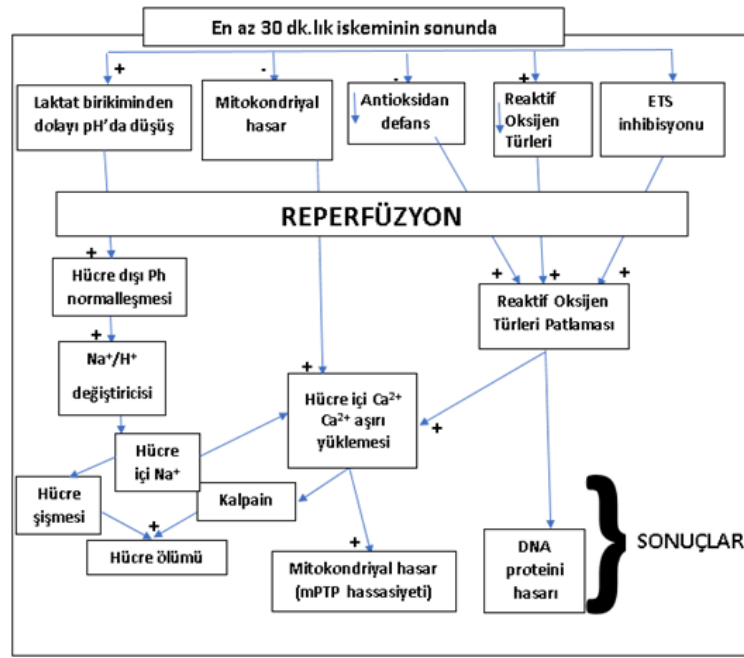 En az 30 dk.lık iskeminin sonunda
+
-
-
+
Laktat birikiminden
dolayı pH'da düşüş
Mitokondriyal
hasar
Antioksidan
defans
Reaktif
Oksijen
Türleri
ETS
inhibisyonu
REPERFÜZYON
+
+
+
+
Hücre dışı Ph
normalleşmesi
Reaktif Oksijen
Türleri Patlaması
+
Na⁺/H⁺
değiştiricisi
+
Hücre içi Ca²⁺
Ca²⁺ aşırı
yüklemesi
+
+
Hücre
içi Na⁺
Hücre
şişmesi
Kalpain
+
Hücre ölümü
+
Mitokondriyal hasar
(mPTP hassasiyeti)
DNA
proteini
hasarı
SONUÇLAR